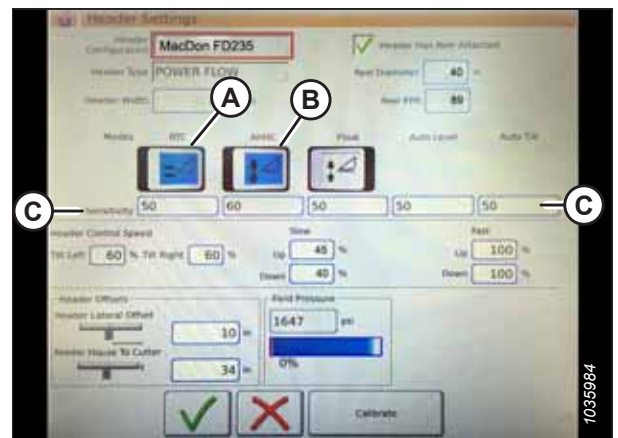 Header Settings
Header Configuration MacDon FD235
Header Has Reel Attached
Header Type POWER FLOW
Reel Diameter 40 in
Header Width
Reel PPR 89
A
B
Modes RTC AHHC Float Auto Level Auto Tilt
C Sensitivity 50 60 50 50 50 C
Header Control Speed
Slow
Fast
Tilt Left 60 % Tilt Right 60 %
Up 45 %
Up 100 %
Down 40 %
Down 100 %
Header Offsets
Field Pressure
Header Lateral Offset
10 in
1647 psi
Feeder House To Cutter
34 in
0%
Calibrate
1035984